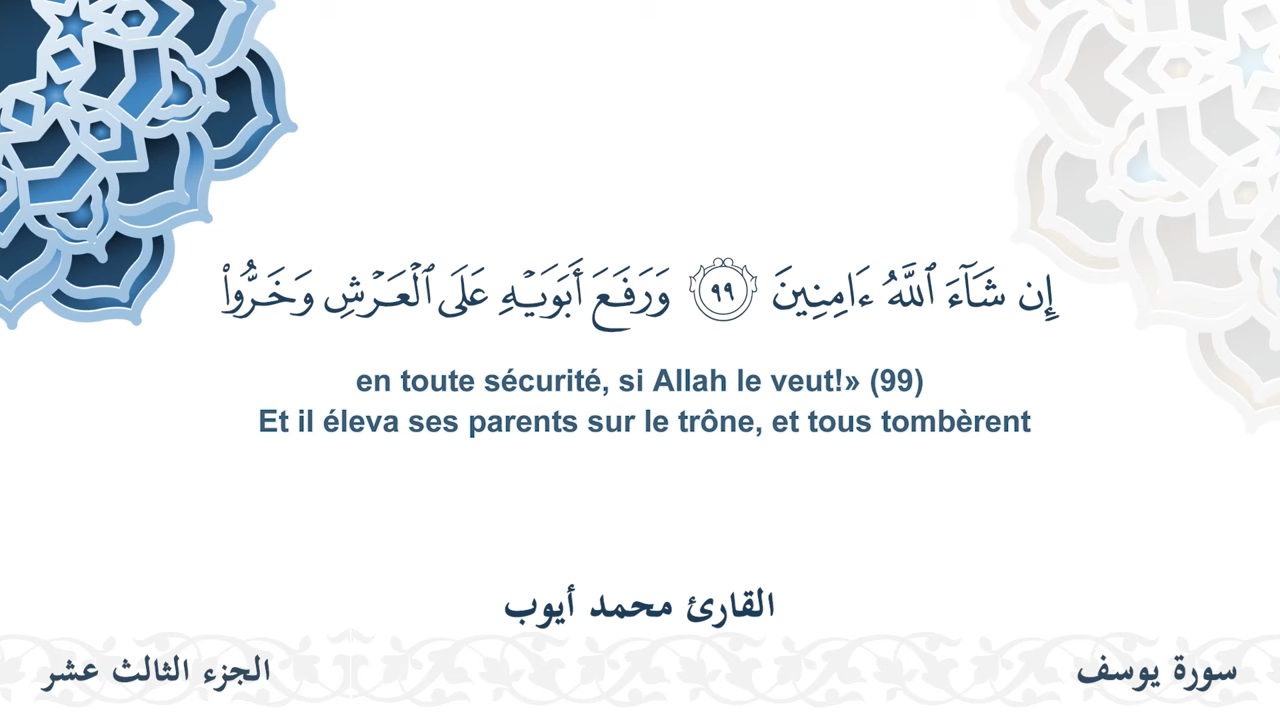 إِن شَآءَ ٱللَّهُ ءَامِنِينَ ٩٩ وَرَفَعَ أَبَوَيۡهِ عَلَى ٱلۡعَرۡشِ وَخَرُّواْ
en toute sécurité, si Allah le veut!» (99)
Et il éleva ses parents sur le trône, et tous tombèrent
القارئ محمد أيوب
سورة يوسف
الجزء الثالث عشر